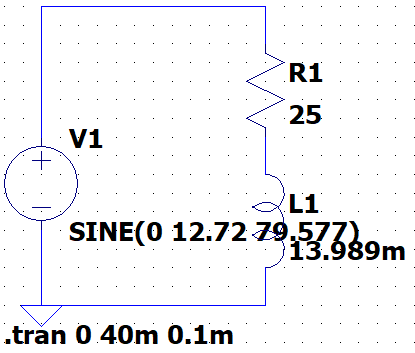 R1
25
V1
L1
SINE(0 12.72 79.577)
13.989m
.tran 0 40m 0.1m